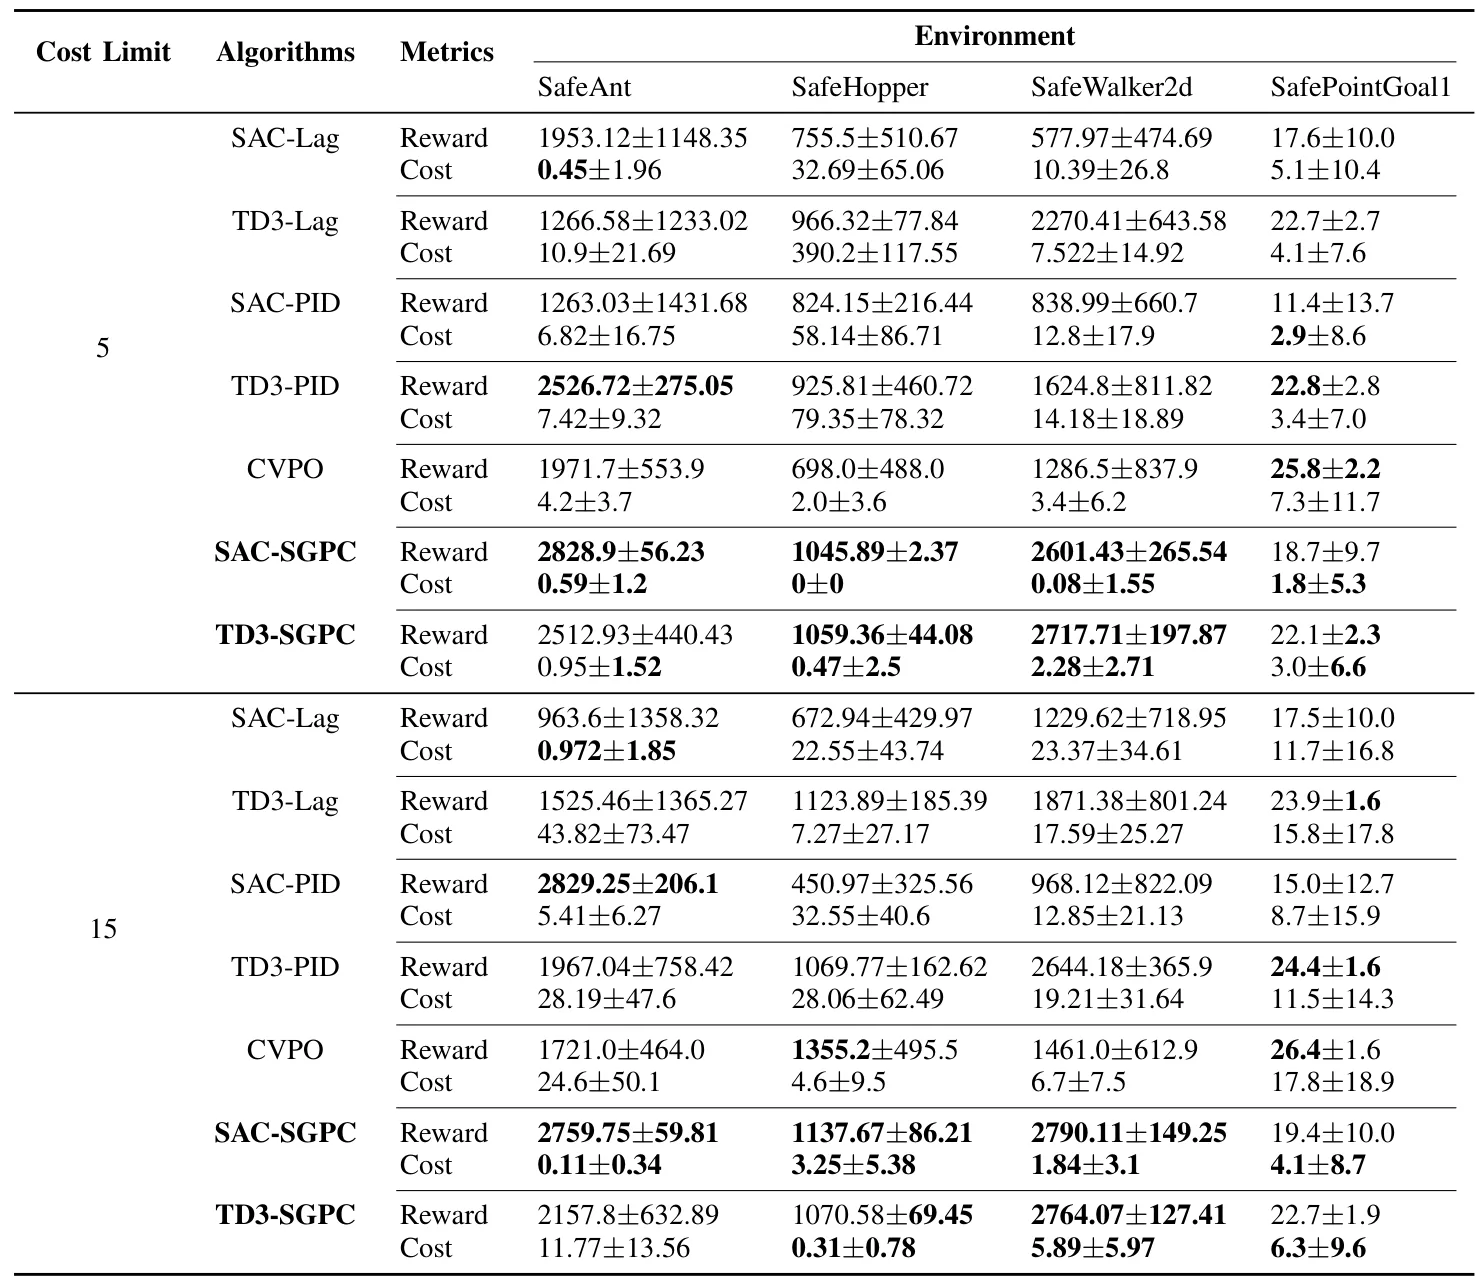 Cost Limit Algorithms Metrics Environment
SafeAnt SafeHopper SafeWalker2d SafePointGoal1
SAC-Lag Reward 1953.12±1148.35 755.5±510.67 577.97±474.69 17.6±10.0
Cost 0.45±1.96 32.69±65.06 10.39±26.8 5.1±10.4
TD3-Lag Reward 1266.58±1233.02 966.32±77.84 2270.41±643.58 22.7±2.7
Cost 10.9±21.69 390.2±117.55 7.522±14.92 4.1±7.6
SAC-PID Reward 1263.03±1431.68 824.15±216.44 838.99±660.7 11.4±13.7
Cost 6.82±16.75 58.14±86.71 12.8±17.9 2.9±8.6
5
TD3-PID Reward 2526.72±275.05 925.81±460.72 1624.8±811.82 22.8±2.8
Cost 7.42±9.32 79.35±78.32 14.18±18.89 3.4±7.0
CVPO Reward 1971.7±553.9 698.0±488.0 1286.5±837.9 25.8±2.2
Cost 4.2±3.7 2.0±3.6 3.4±6.2 7.3±11.7
SAC-SGPC Reward 2828.9±56.23 1045.89±2.37 2601.43±265.54 18.7±9.7
Cost 0.59±1.2 0±0 0.08±1.55 1.8±5.3
TD3-SGPC Reward 2512.93±440.43 1059.36±44.08 2717.71±197.87 22.1±2.3
Cost 0.95±1.52 0.47±2.5 2.28±2.71 3.0±6.6
SAC-Lag Reward 963.6±1358.32 672.94±429.97 1229.62±718.95 17.5±10.0
Cost 0.972±1.85 22.55±43.74 23.37±34.61 11.7±16.8
TD3-Lag Reward 1525.46±1365.27 1123.89±185.39 1871.38±801.24 23.9±1.6
Cost 43.82±73.47 7.27±27.17 17.59±25.27 15.8±17.8
SAC-PID Reward 2829.25±206.1 450.97±325.56 968.12±822.09 15.0±12.7
Cost 5.41±6.27 32.55±40.6 12.85±21.13 8.7±15.9
15
TD3-PID Reward 1967.04±758.42 1069.77±162.62 2644.18±365.9 24.4±1.6
Cost 28.19±47.6 28.06±62.49 19.21±31.64 11.5±14.3
CVPO Reward 1721.0±464.0 1355.2±495.5 1461.0±612.9 26.4±1.6
Cost 24.6±50.1 4.6±9.5 6.7±7.5 17.8±18.9
SAC-SGPC Reward 2759.75±59.81 1137.67±86.21 2790.11±149.25 19.4±10.0
Cost 0.11±0.34 3.25±5.38 1.84±3.1 4.1±8.7
TD3-SGPC Reward 2157.8±632.89 1070.58±69.45 2764.07±127.41 22.7±1.9
Cost 11.77±13.56 0.31±0.78 5.89±5.97 6.3±9.6